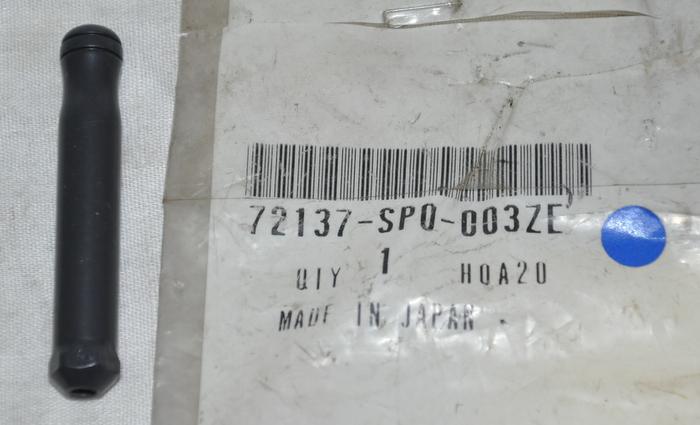 72137-SP0-003ZE
QTY 1 HQA20
MADE IN JAPAN